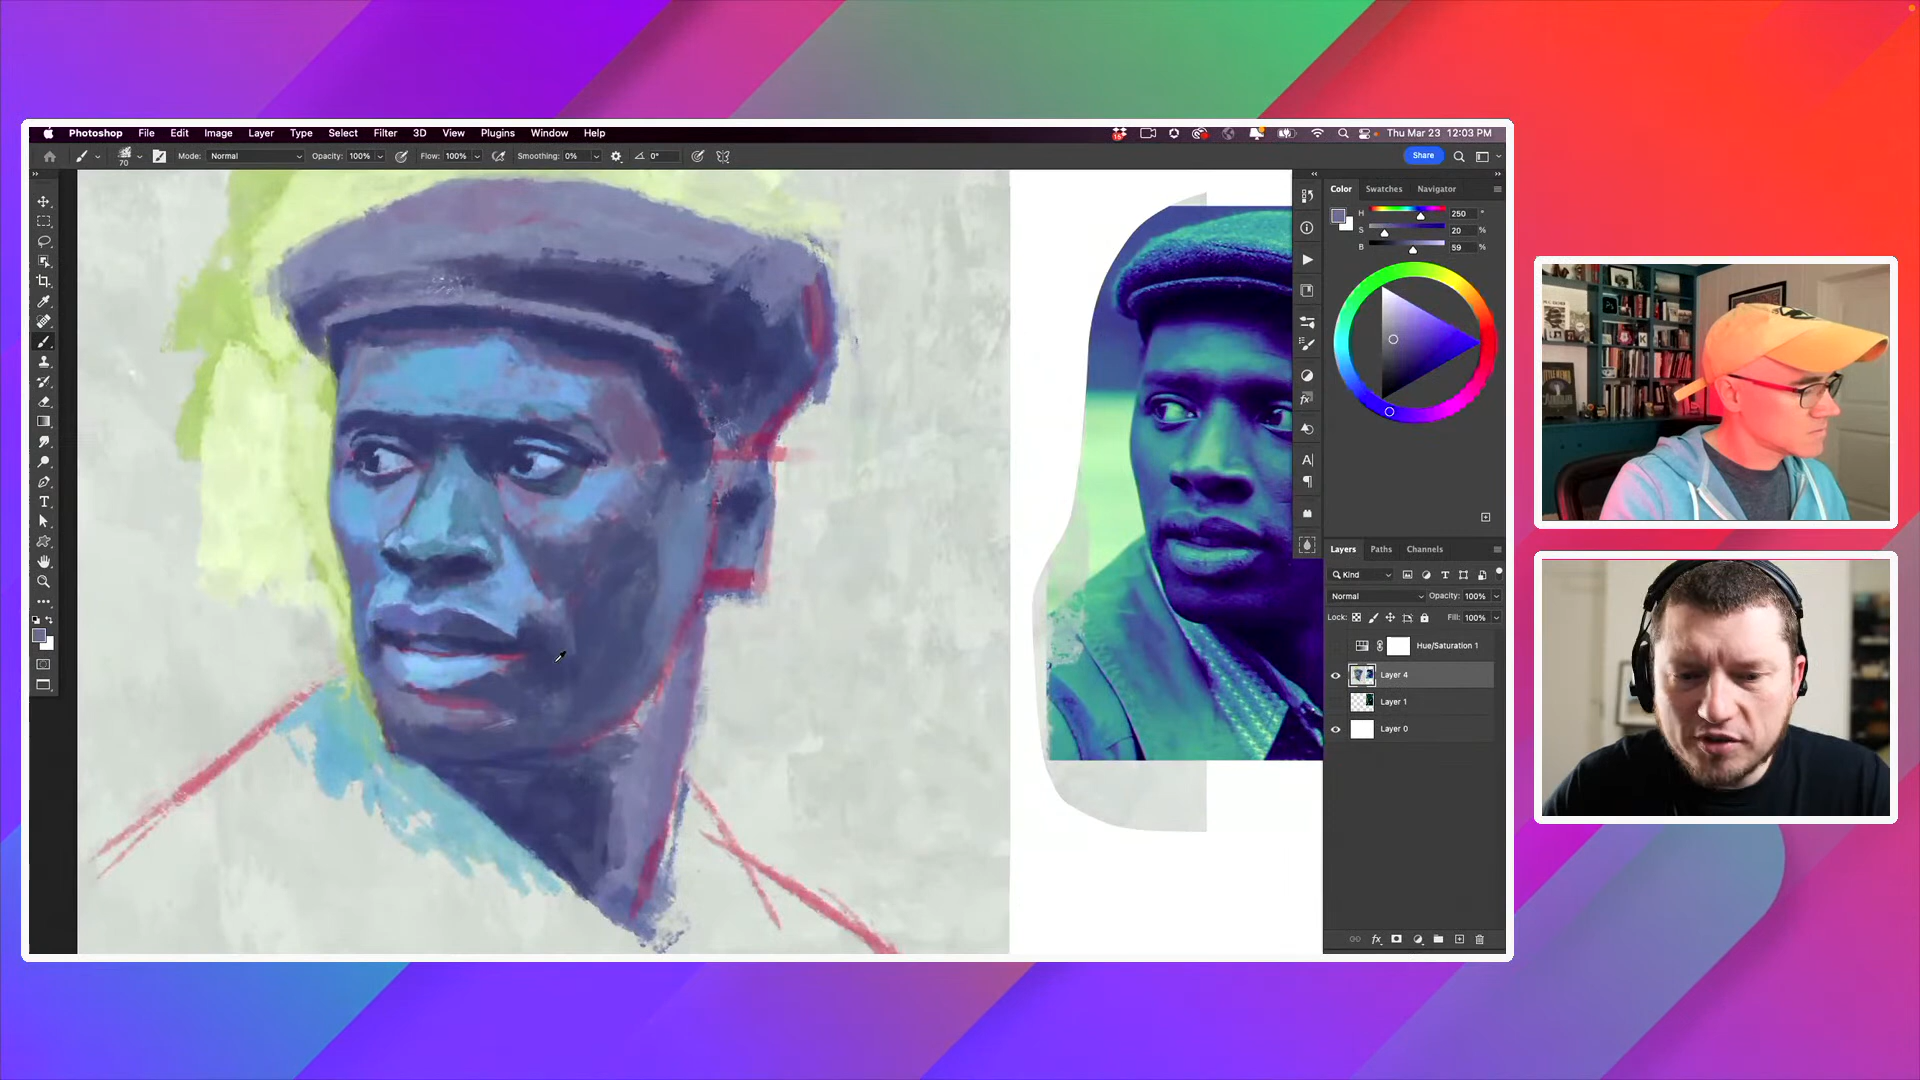 Photoshop File Edit Image Layer Type Select Filter 3D View Plugins Window Help Thu Mar 23 12:03 PM
70 Mode: Normal Opacity: 100% Flow: 100% Smoothing: 0% 0° Share
Color Swatches Navigator
H 250 °
S 20 %
B 59 %
A|
Layers Paths Channels
Kind
Normal Opacity: 100%
Lock: Fill: 100%
Hue/Saturation 1
Layer 4
Layer 1
Layer 0
fx